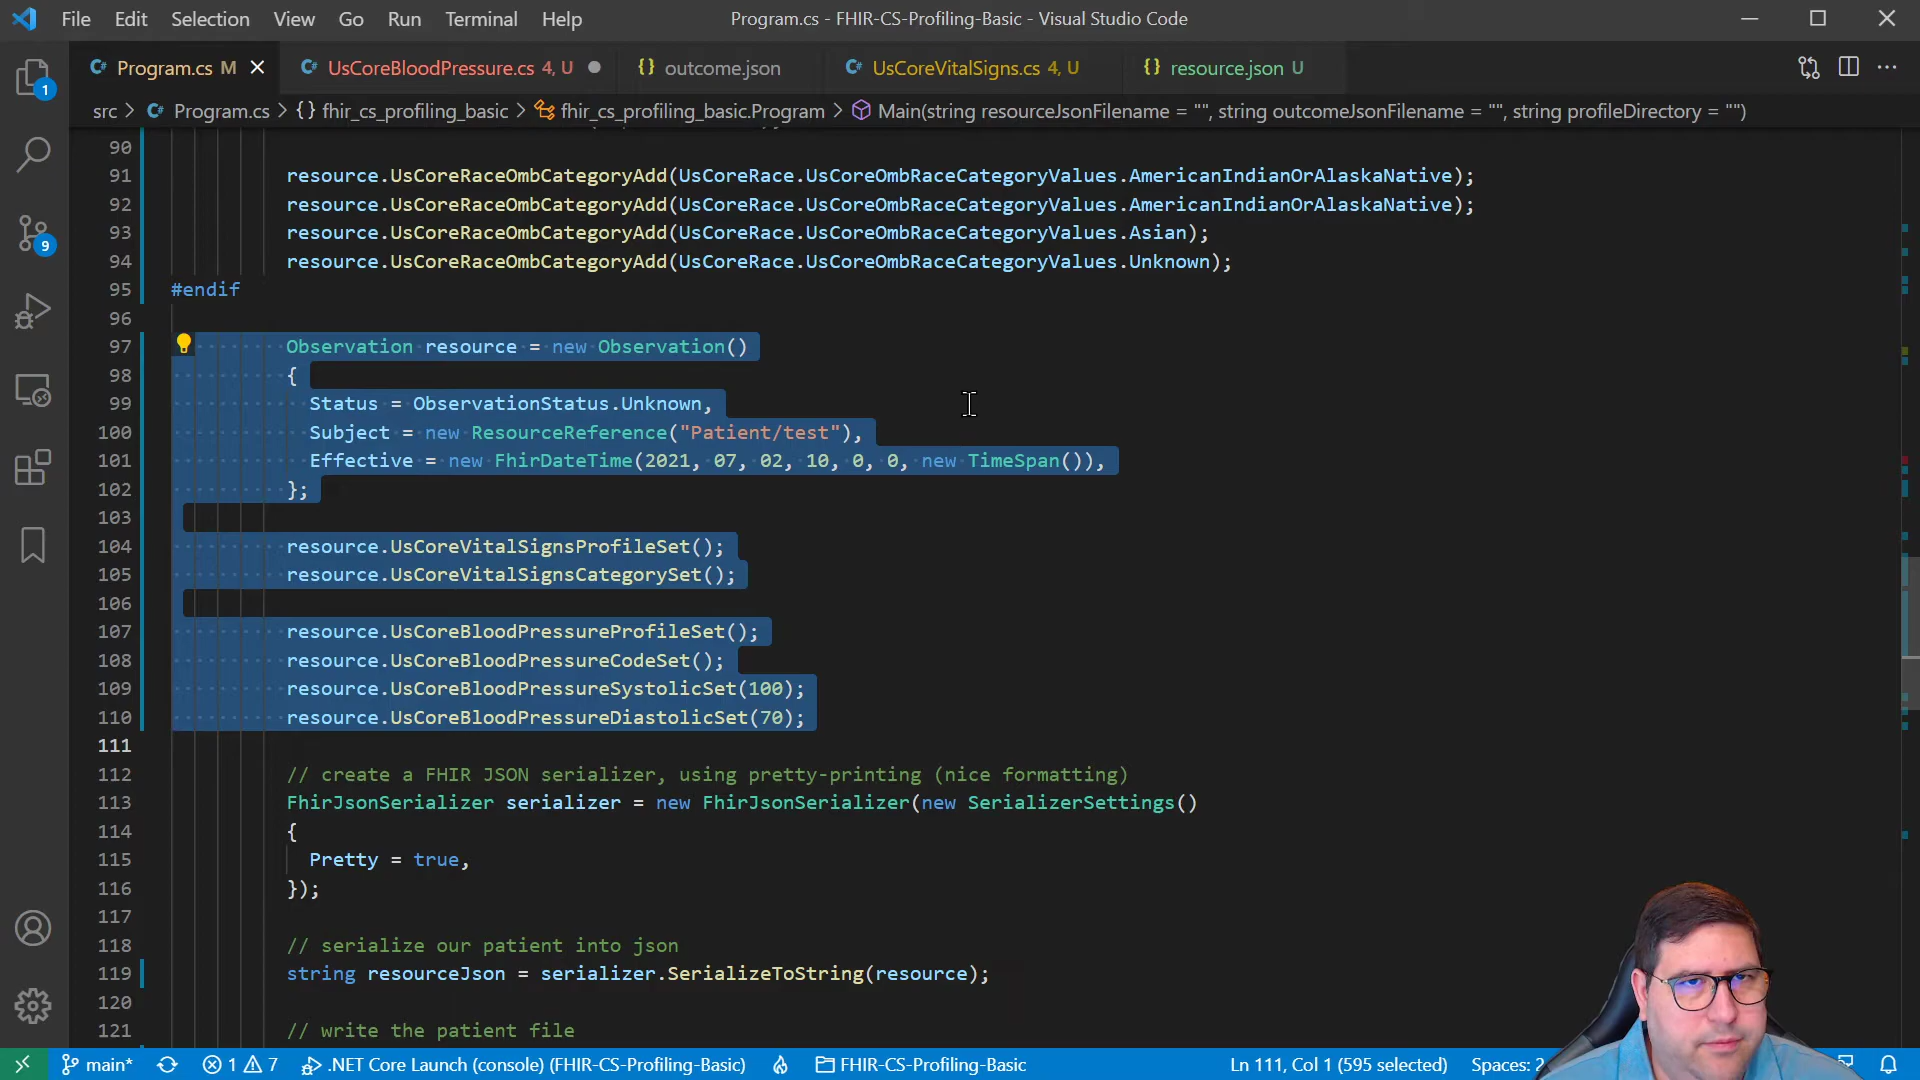 File Edit Selection View Go Run Terminal Help Program.cs - FHIR-CS-Profiling-Basic - Visual Studio Code
Program.cs M UsCoreBloodPressure.cs 4, U outcome.json UsCoreVitalSigns.cs 4, U resource.json U
src > Program.cs > {} fhir_cs_profiling_basic > fhir_cs_profiling_basic.Program > Main(string resourceJsonFilename = "", string outcomeJsonFilename = "", string profileDirectory = "")
90
91 resource.UsCoreRaceOmbCategoryAdd(UsCoreRace.UsCoreOmbRaceCategoryValues.AmericanIndianOrAlaskaNative);
92 resource.UsCoreRaceOmbCategoryAdd(UsCoreRace.UsCoreOmbRaceCategoryValues.AmericanIndianOrAlaskaNative);
93 resource.UsCoreRaceOmbCategoryAdd(UsCoreRace.UsCoreOmbRaceCategoryValues.Asian);
94 resource.UsCoreRaceOmbCategoryAdd(UsCoreRace.UsCoreOmbRaceCategoryValues.Unknown);
95 #endif
96
97 Observation resource = new Observation()
98 {
99 Status = ObservationStatus.Unknown,
100 Subject = new ResourceReference("Patient/test"),
101 Effective = new FhirDateTime(2021, 07, 02, 10, 0, 0, new TimeSpan()),
102 };
103
104 resource.UsCoreVitalSignsProfileSet();
105 resource.UsCoreVitalSignsCategorySet();
106
107 resource.UsCoreBloodPressureProfileSet();
108 resource.UsCoreBloodPressureCodeSet();
109 resource.UsCoreBloodPressureSystolicSet(100);
110 resource.UsCoreBloodPressureDiastolicSet(70);
111
112 // create a FHIR JSON serializer, using pretty-printing (nice formatting)
113 FhirJsonSerializer serializer = new FhirJsonSerializer(new SerializerSettings()
114 {
115 Pretty = true,
116 });
117
118 // serialize our patient into json
119 string resourceJson = serializer.SerializeToString(resource);
120
121 // write the patient file
1
9
main* 1 7 .NET Core Launch (console) (FHIR-CS-Profiling-Basic) FHIR-CS-Profiling-Basic Ln 111, Col 1 (595 selected) Spaces: